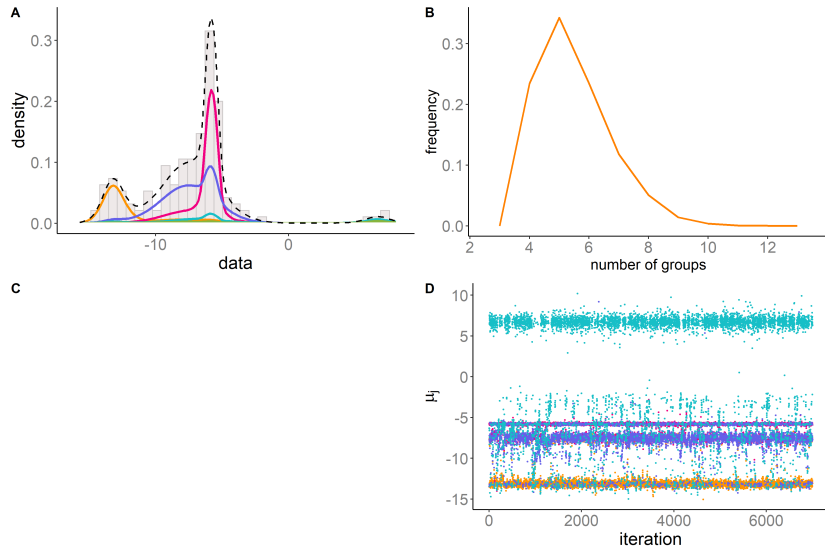 A
0.3
0.2
0.1
0.0
density
-10
0
data
B
0.3
0.2
0.1
0.0
frequency
2
4
6
8
10
12
number of groups
C
D
10
5
0
-5
-10
-15
μj
0
2000
4000
6000
iteration